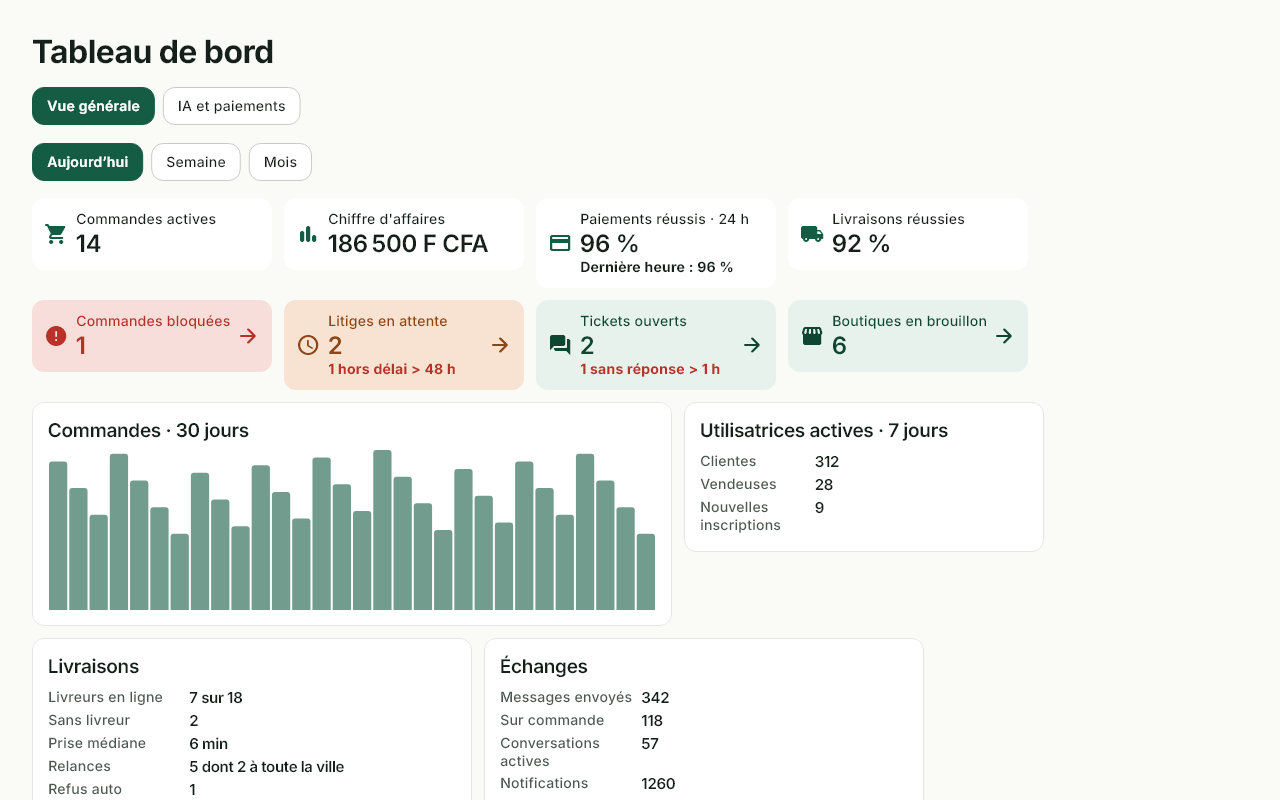 Tableau de bord
Vue générale
IA et paiements
Aujourd’hui
Semaine
Mois
Commandes actives
14
Chiffre d'affaires
186 500 F CFA
Paiements réussis · 24 h
96 %
Dernière heure : 96 %
Livraisons réussies
92 %
Commandes bloquées
1
Litiges en attente
2
1 hors délai > 48 h
Tickets ouverts
2
1 sans réponse > 1 h
Boutiques en brouillon
6
Commandes · 30 jours
Utilisatrices actives · 7 jours
Clientes 312
Vendeuses 28
Nouvelles 9
inscriptions
Livraisons
Livreurs en ligne 7 sur 18
Sans livreur 2
Prise médiane 6 min
Relances 5 dont 2 à toute la ville
Refus auto 1
Échanges
Messages envoyés 342
Sur commande 118
Conversations 57
actives
Notifications 1260